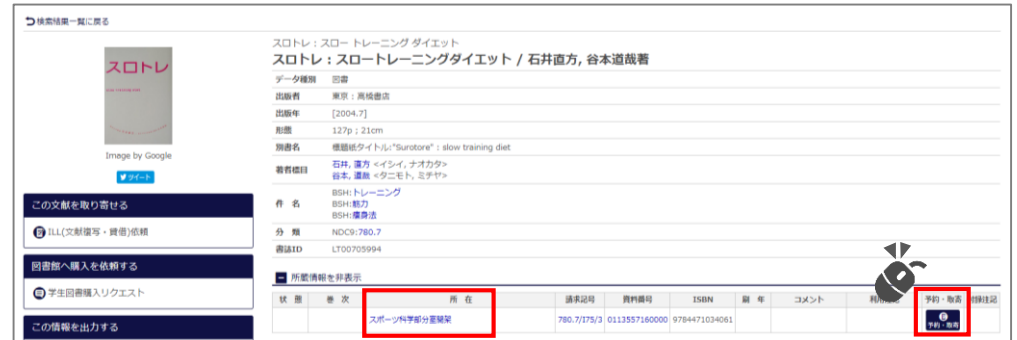 検索結果一覧に戻る
スロトレ
Image by Google
ツイート
この文献を取り寄せる
ILL(文献複写・貸借)依頼
図書館へ購入を依頼する
学生図書購入リクエスト
この情報を出力する
スロトレ : スロー トレーニング ダイエット
スロトレ : スロートレーニングダイエット / 石井直方, 谷本道哉著
データ種別 図書
出版者 東京 : 高橋書店
出版年 [2004.7]
形態 127p ; 21cm
別書名 標題紙タイトル:"Surotore" : slow training diet
著者標目 石井, 直方 <イシイ, ナオカタ>
谷本, 道哉 <タニモト, ミチヤ>
件 名 BSH:トレーニング
BSH:筋力
BSH:痩身法
分 類 NDC9:780.7
書誌ID LT00705994
所蔵情報を非表示
状 態 巻 次 所 在 請求記号 資料番号 ISBN 刷 年 コメント 予約・取寄
スポーツ科学部分室開架 780.7/I75/3 0113557160000 9784471034061 予約・取寄